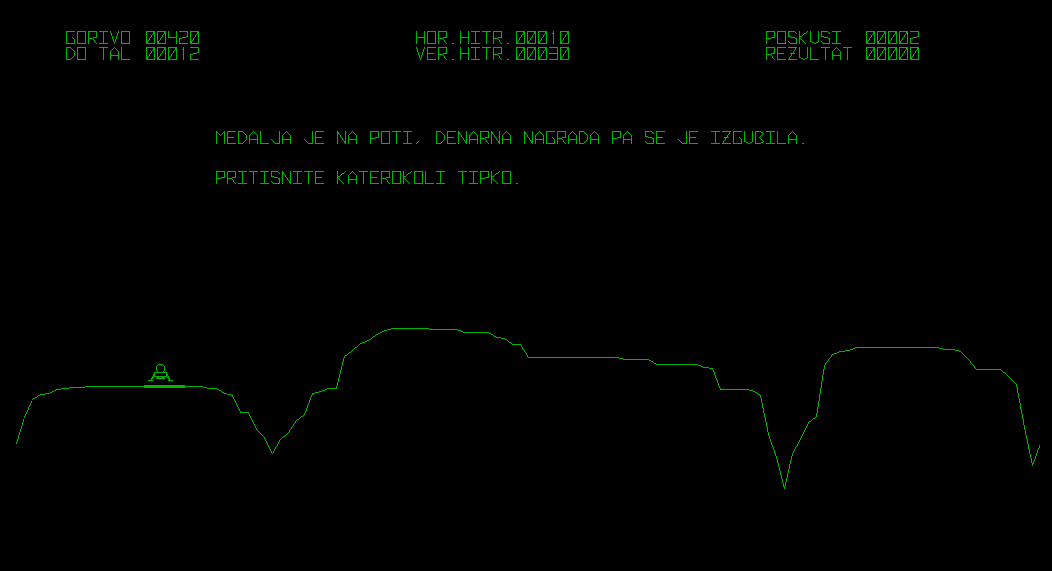 GORIVO 00420 HOR.HITR.00010 POSKUSI 00002
DO TAL 00012 VER.HITR.00030 REZULTAT 00000
MEDALJA JE NA POTI, DENARNA NAGRADA PA SE JE IZGUBILA.
PRITISNITE KATEROKOLI TIPKO.